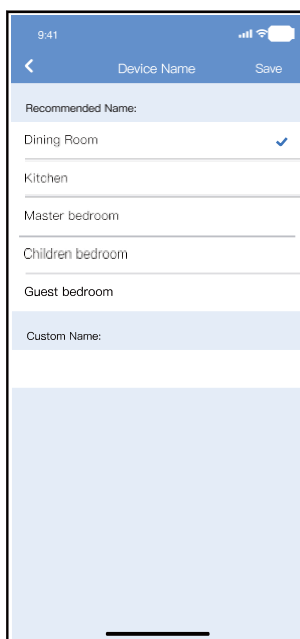 9:41
Device Name Save
Recommended Name:
Dining Room
Kitchen
Master bedroom
Children bedroom
Guest bedroom
Custom Name: